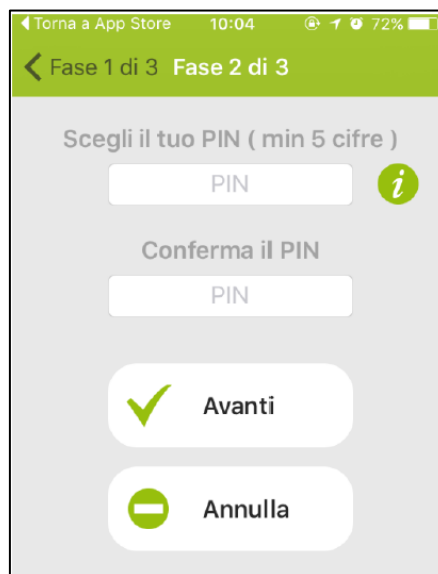 Torna a App Store 10:04 72%
Fase 1 di 3 Fase 2 di 3
Scegli il tuo PIN ( min 5 cifre )
PIN
i
Conferma il PIN
PIN
Avanti
Annulla